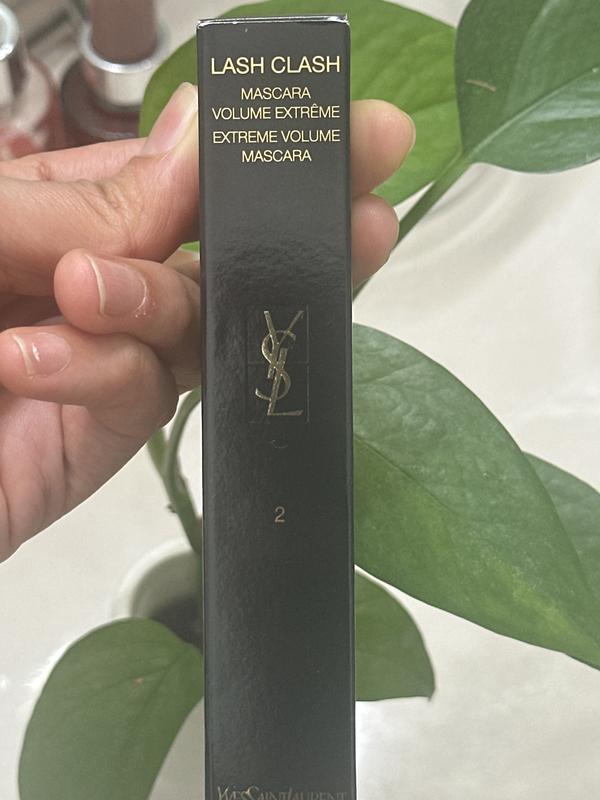 LASH CLASH
MASCARA
VOLUME EXTRÊME
EXTREME VOLUME
MASCARA
YSL
2
YVESSAINTLAURENT